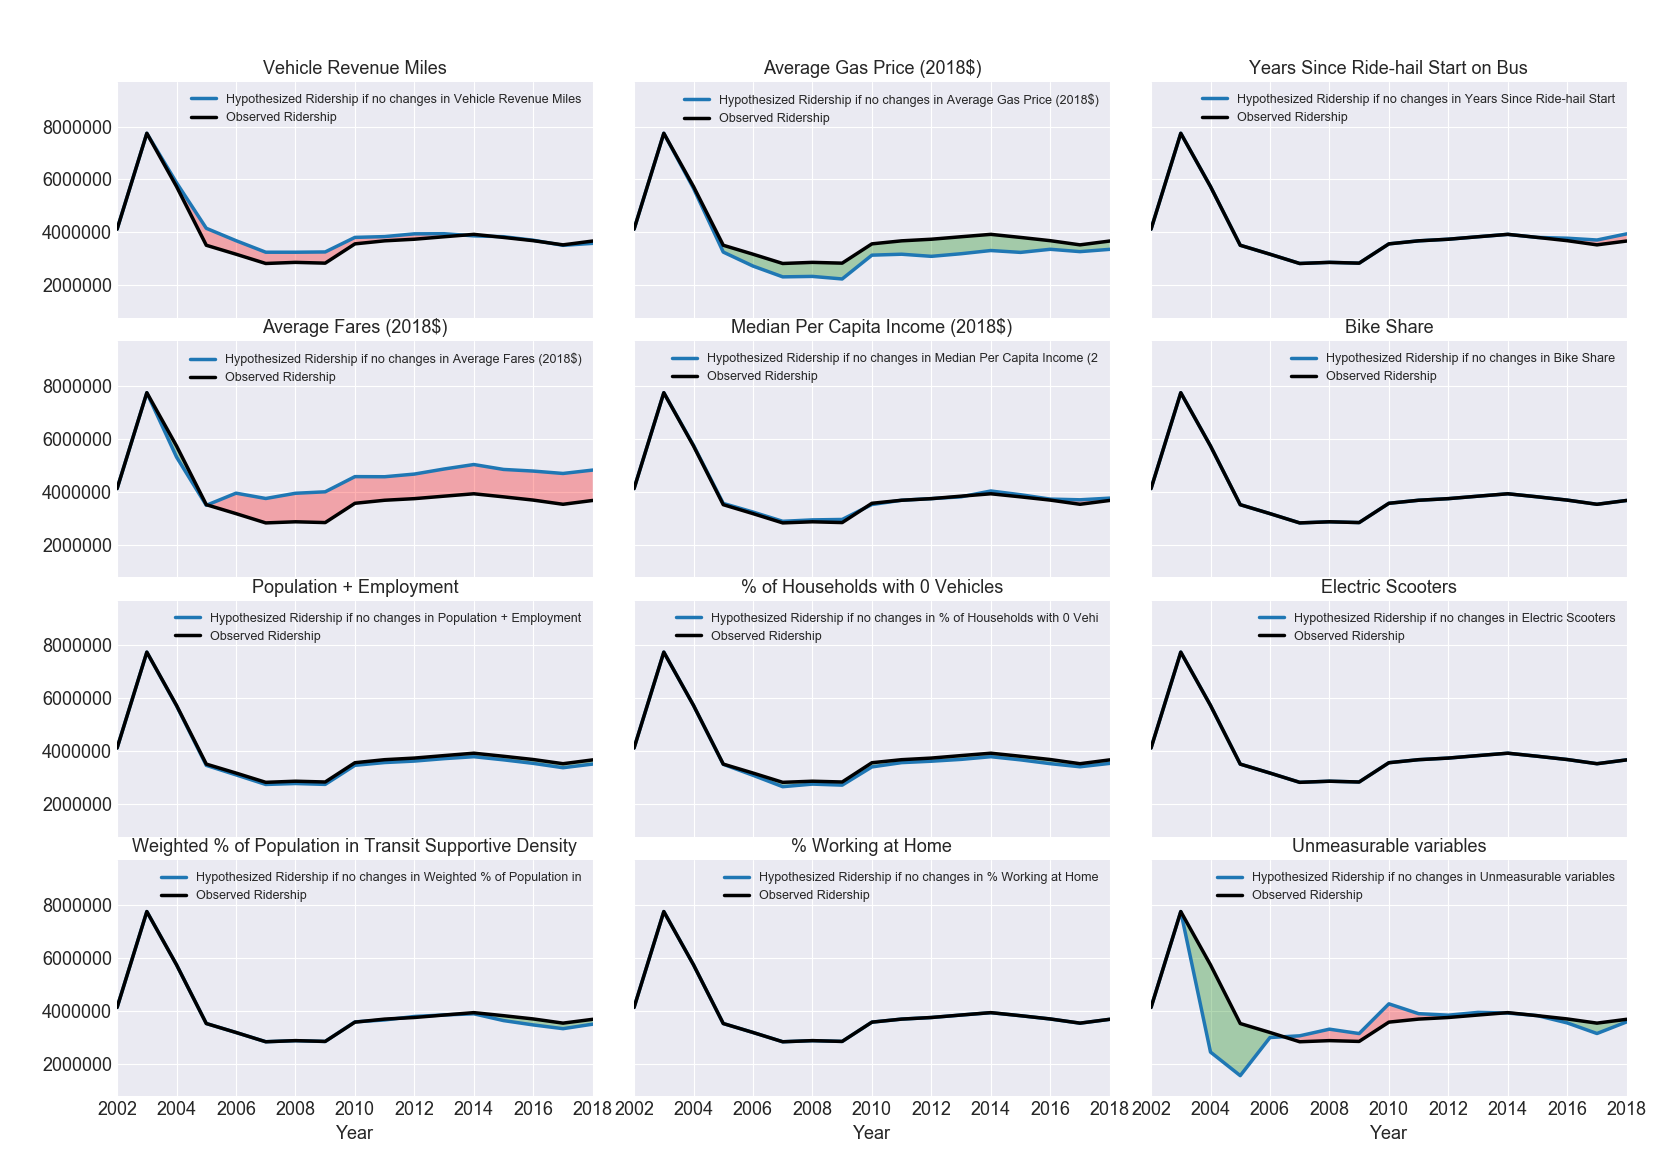 Vehicle Revenue Miles
Hypothesized Ridership if no changes in Vehicle Revenue Miles
Observed Ridership
8000000
6000000
4000000
2000000
Average Gas Price (2018$)
Hypothesized Ridership if no changes in Average Gas Price (2018$)
Observed Ridership
Years Since Ride-hail Start on Bus
Hypothesized Ridership if no changes in Years Since Ride-hail Start
Observed Ridership
Average Fares (2018$)
Hypothesized Ridership if no changes in Average Fares (2018$)
Observed Ridership
8000000
6000000
4000000
2000000
Median Per Capita Income (2018$)
Hypothesized Ridership if no changes in Median Per Capita Income (2
Observed Ridership
Bike Share
Hypothesized Ridership if no changes in Bike Share
Observed Ridership
Population + Employment
Hypothesized Ridership if no changes in Population + Employment
Observed Ridership
8000000
6000000
4000000
2000000
% of Households with 0 Vehicles
Hypothesized Ridership if no changes in % of Households with 0 Vehi
Observed Ridership
Electric Scooters
Hypothesized Ridership if no changes in Electric Scooters
Observed Ridership
Weighted % of Population in Transit Supportive Density
Hypothesized Ridership if no changes in Weighted % of Population in
Observed Ridership
8000000
6000000
4000000
2000000
2002 2004 2006 2008 2010 2012 2014 2016 2018
Year
% Working at Home
Hypothesized Ridership if no changes in % Working at Home
Observed Ridership
2002 2004 2006 2008 2010 2012 2014 2016 2018
Year
Unmeasurable variables
Hypothesized Ridership if no changes in Unmeasurable variables
Observed Ridership
2002 2004 2006 2008 2010 2012 2014 2016 2018
Year